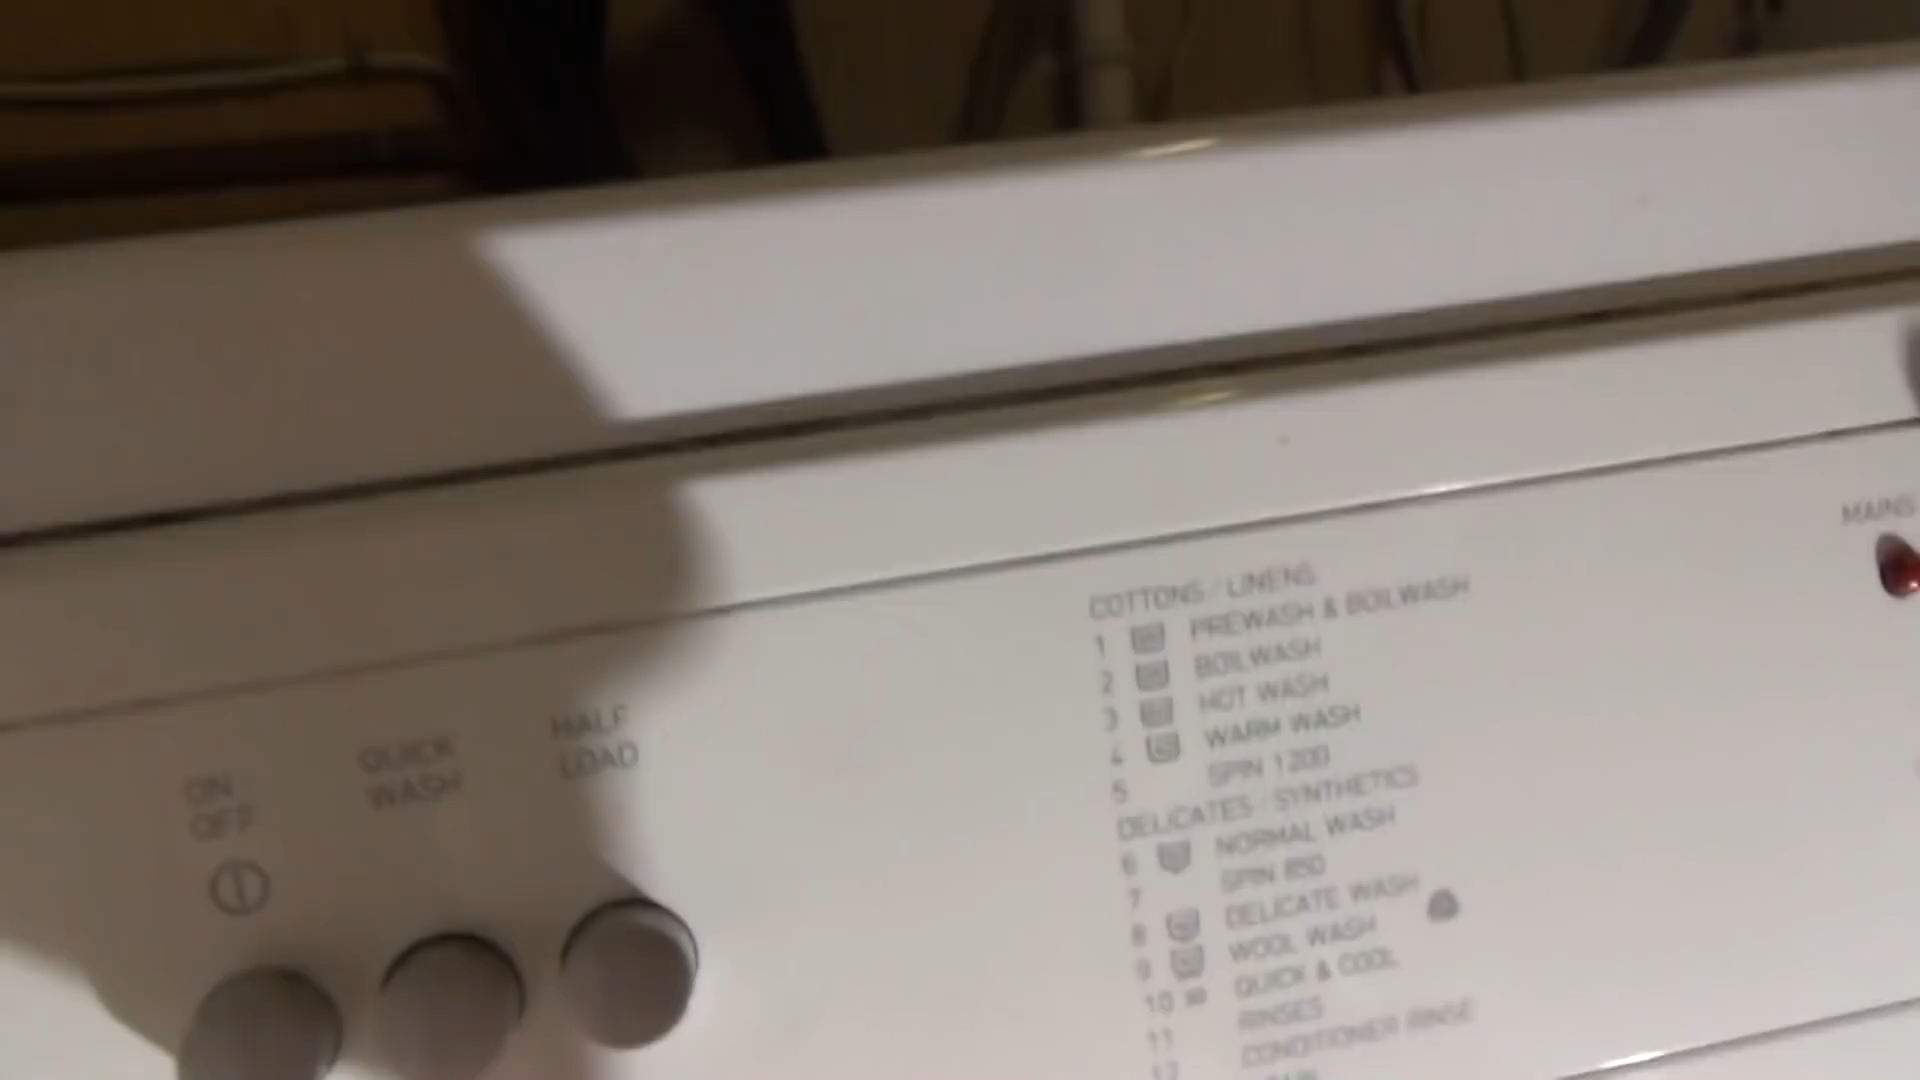 MAINS
COTTONS / LINENS
1 PREWASH & BOILWASH
2 BOILWASH
3 HOT WASH
4 WARM WASH
5 SPIN 1200
DELICATES / SYNTHETICS
6 NORMAL WASH
7 SPIN 850
8 DELICATE WASH
9 WOOL WASH
10 30 QUICK & COOL
11 RINSES
12 CONDITIONER RINSE
ON
OFF
QUICK
WASH
HALF
LOAD